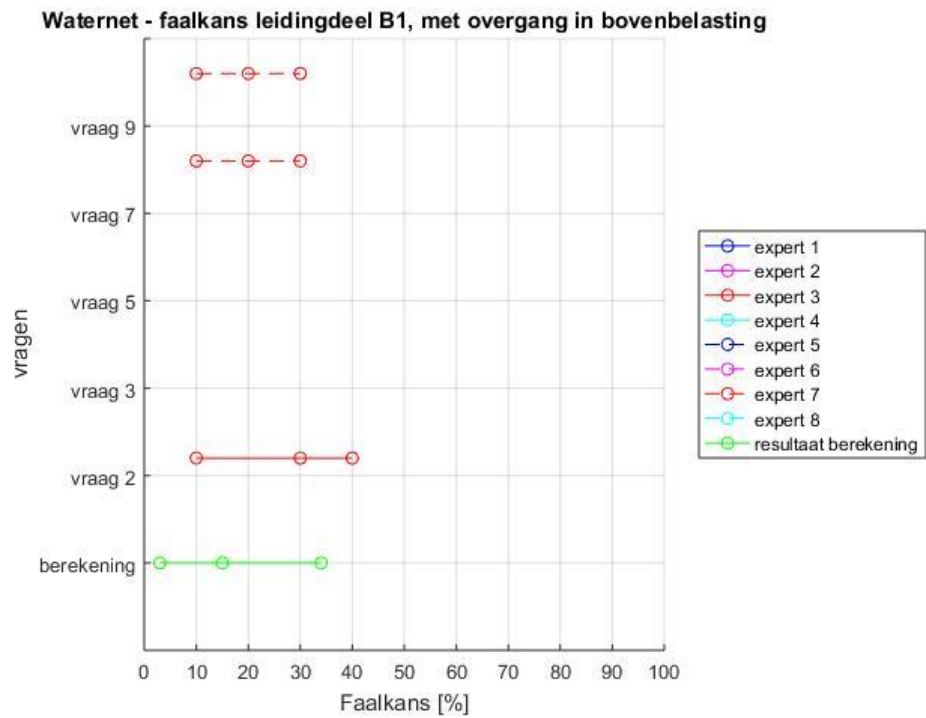 Waternet - faalkans leidingdeel B1, met overgang in bovenbelasting
vraag 9
vraag 7
vraag 5
vraag 3
vraag 2
berekening
vragen
0 10 20 30 40 50 60 70 80 90 100
Faalkans [%]
expert 1
expert 2
expert 3
expert 4
expert 5
expert 6
expert 7
expert 8
resultaat berekening